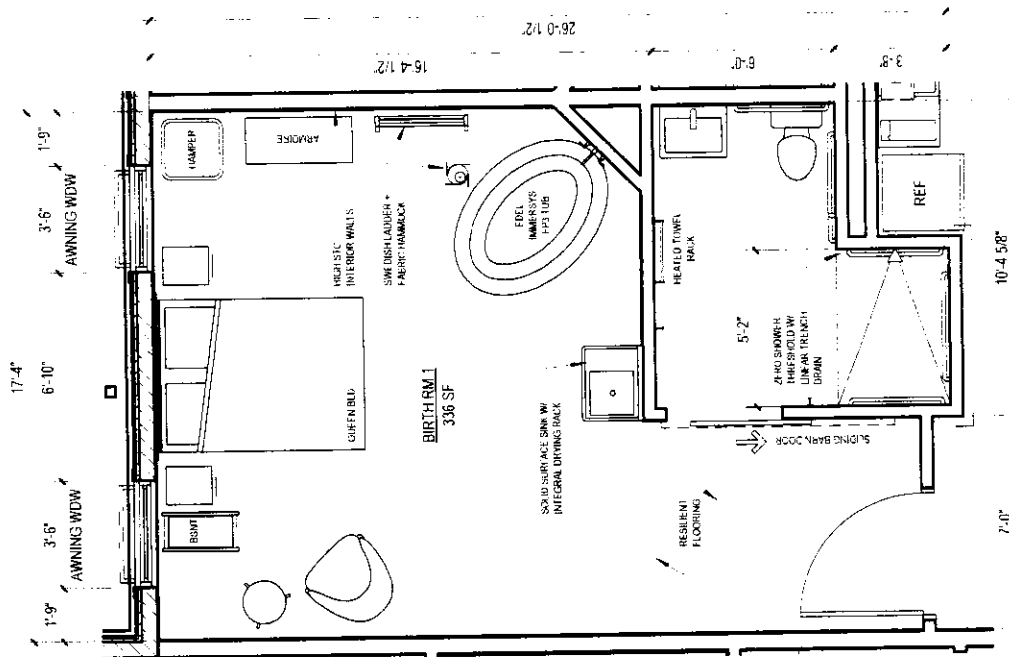 26'-0 1/2"
16'-4 1/2"
6'-0"
3'-8"
17'-4"
1'-9"
3'-6"
6'-10"
3'-6"
1'-9"
AWNING WDW
AWNING WDW
HAMPER
ARMOIRE
HIGH STC
INTERIOR WALLS
SWEDISH LADDER +
FABRIC HAMMOCK
EDEL
IMMERSYS
TUB
HEATED TOWEL
RACK
REF
QUEEN BED
BIRTH RM 1
336 SF
SOLID SURFACE SINK W/
INTEGRAL DRYING RACK
5'-2"
ZERO SHOWER
THRESHOLD W/
LINEAR TRENCH
DRAIN
SLIDING BARN DOOR
BSNT
RESILIENT
FLOORING
10'-4 5/8"
7'-0"